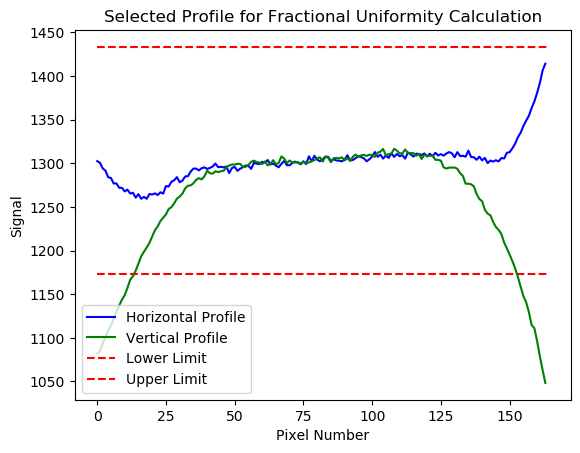 Selected Profile for Fractional Uniformity Calculation
1450
1400
1350
1300
1250
1200
1150
1100
1050
Signal
Horizontal Profile
Vertical Profile
Lower Limit
Upper Limit
0
25
50
75
100
125
150
Pixel Number